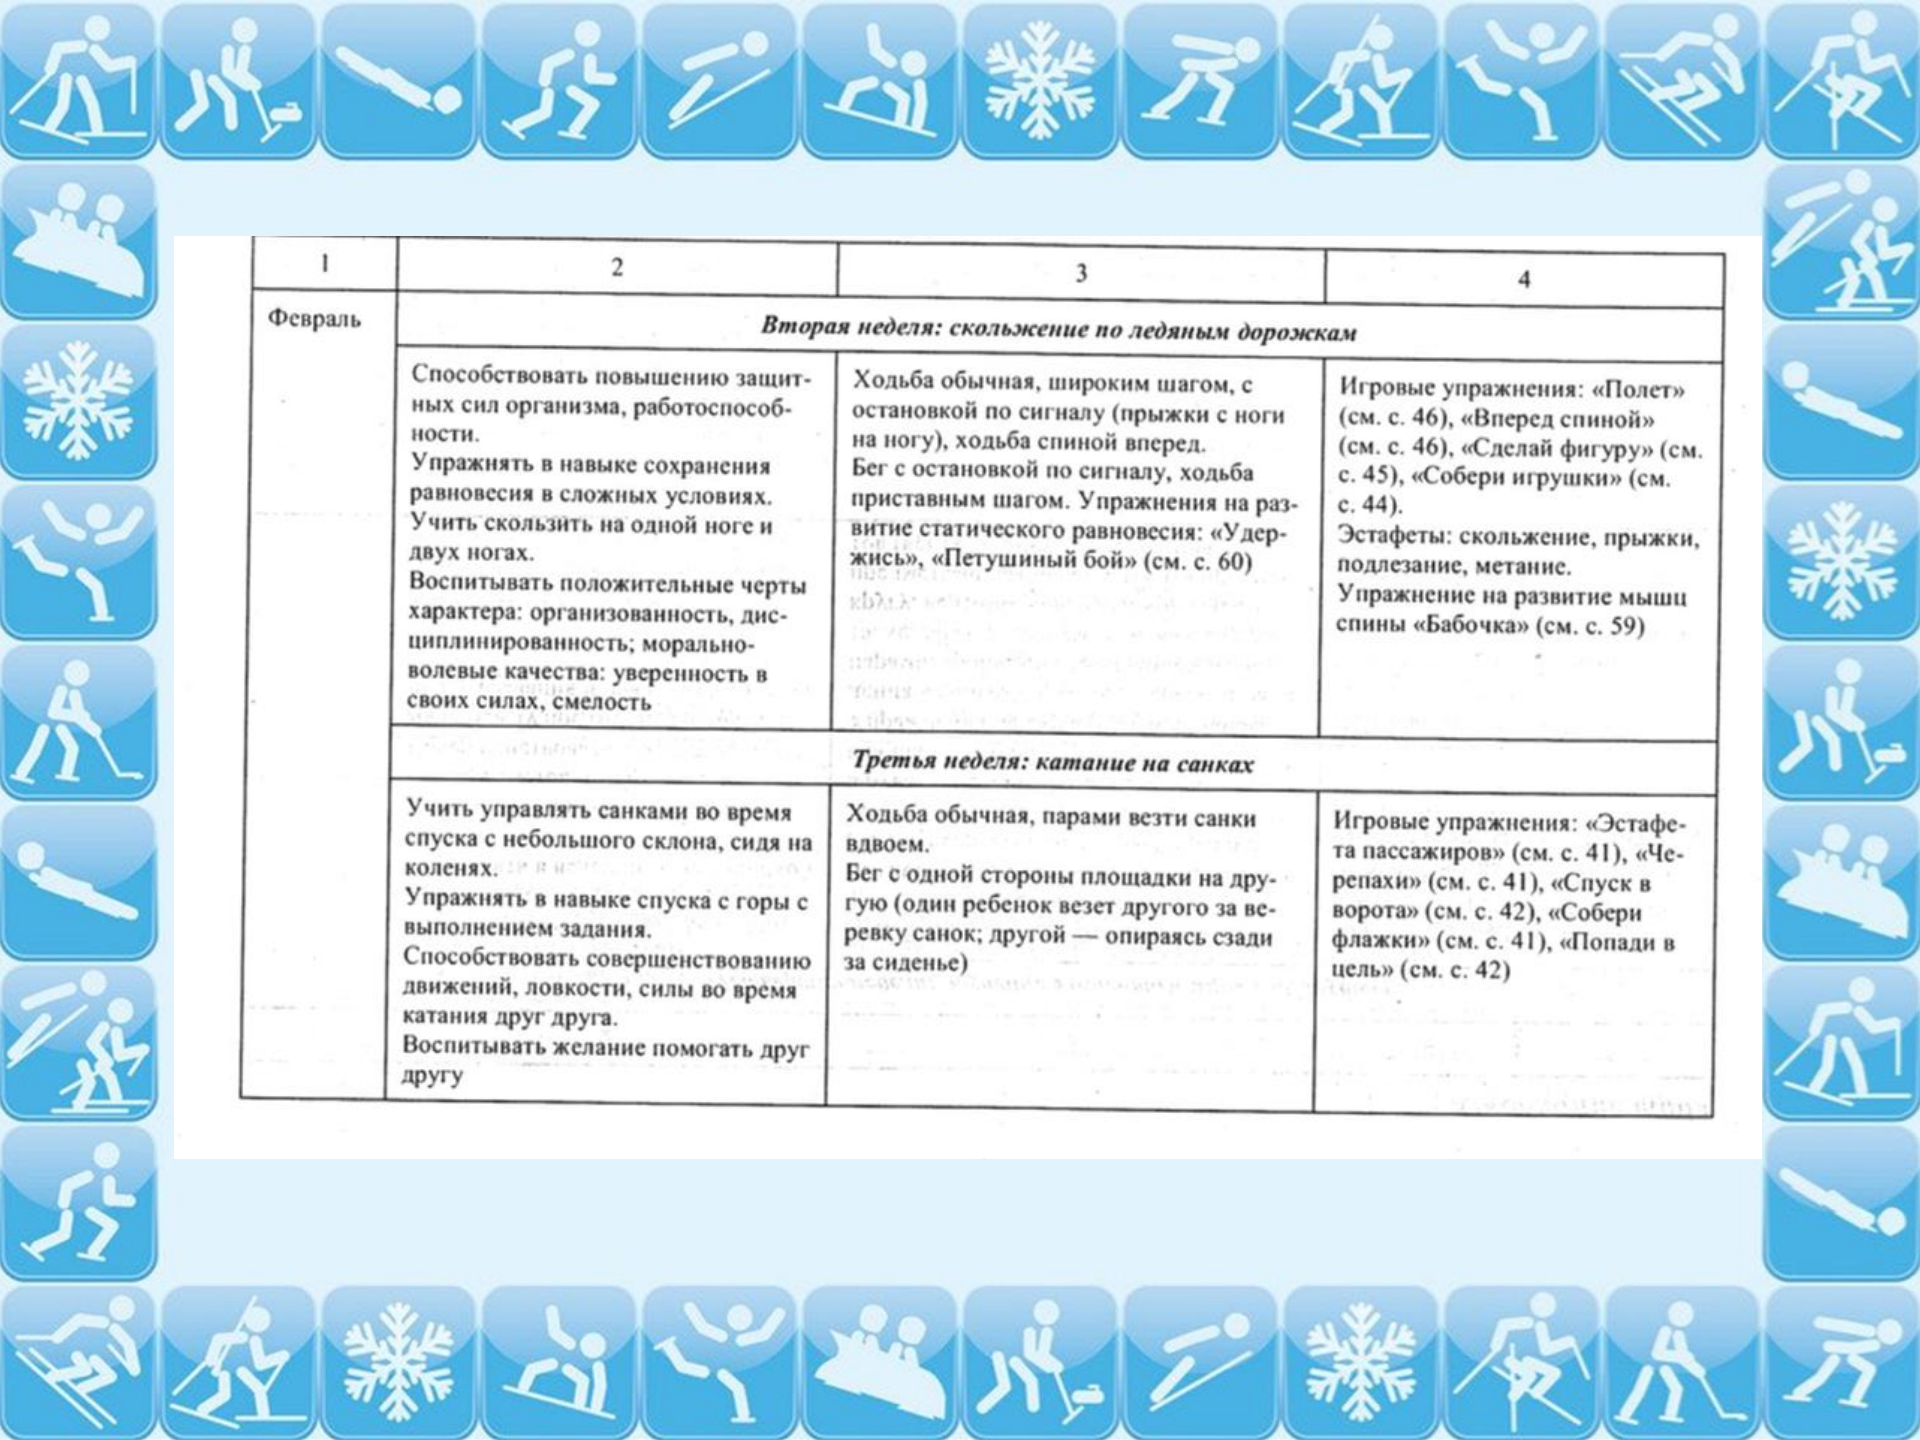 1
2
3
4
Февраль
Вторая неделя: скольжение по ледяным дорожкам
Способствовать повышению защит-
ных сил организма, работоспособ-
ности.
Упражнять в навыке сохранения
равновесия в сложных условиях.
Учить скользить на одной ноге и
двух ногах.
Воспитывать положительные черты
характера: организованность, дис-
циплинированность; морально-
волевые качества: уверенность в
своих силах, смелость
Ходьба обычная, широким шагом, с
остановкой по сигналу (прыжки с ноги
на ногу), ходьба спиной вперед.
Бег с остановкой по сигналу, ходьба
приставным шагом. Упражнения на раз-
витие статического равновесия: «Удер-
жись», «Петушиный бой» (см. с. 60)
Игровые упражнения: «Полет»
(см. с. 46), «Вперед спиной»
(см. с. 46), «Сделай фигуру» (см.
с. 45), «Собери игрушки» (см.
с. 44).
Эстафеты: скольжение, прыжки,
подлезание, метание.
Упражнение на развитие мышц
спины «Бабочка» (см. с. 59)
Третья неделя: катание на санках
Учить управлять санками во время
спуска с небольшого склона, сидя на
коленях.
Упражнять в навыке спуска с горы с
выполнением задания.
Способствовать совершенствованию
движений, ловкости, силы во время
катания друг друга.
Воспитывать желание помогать друг
другу
Ходьба обычная, парами везти санки
вдвоем.
Бег с одной стороны площадки на дру-
гую (один ребенок везет другого за ве-
ревку санок; другой — опираясь сзади
за сиденье)
Игровые упражнения: «Эстафе-
та пассажиров» (см. с. 41), «Че-
репахи» (см. с. 41), «Спуск в
ворота» (см. с. 42), «Собери
флажки» (см. с. 41), «Попади в
цель» (см. с. 42)